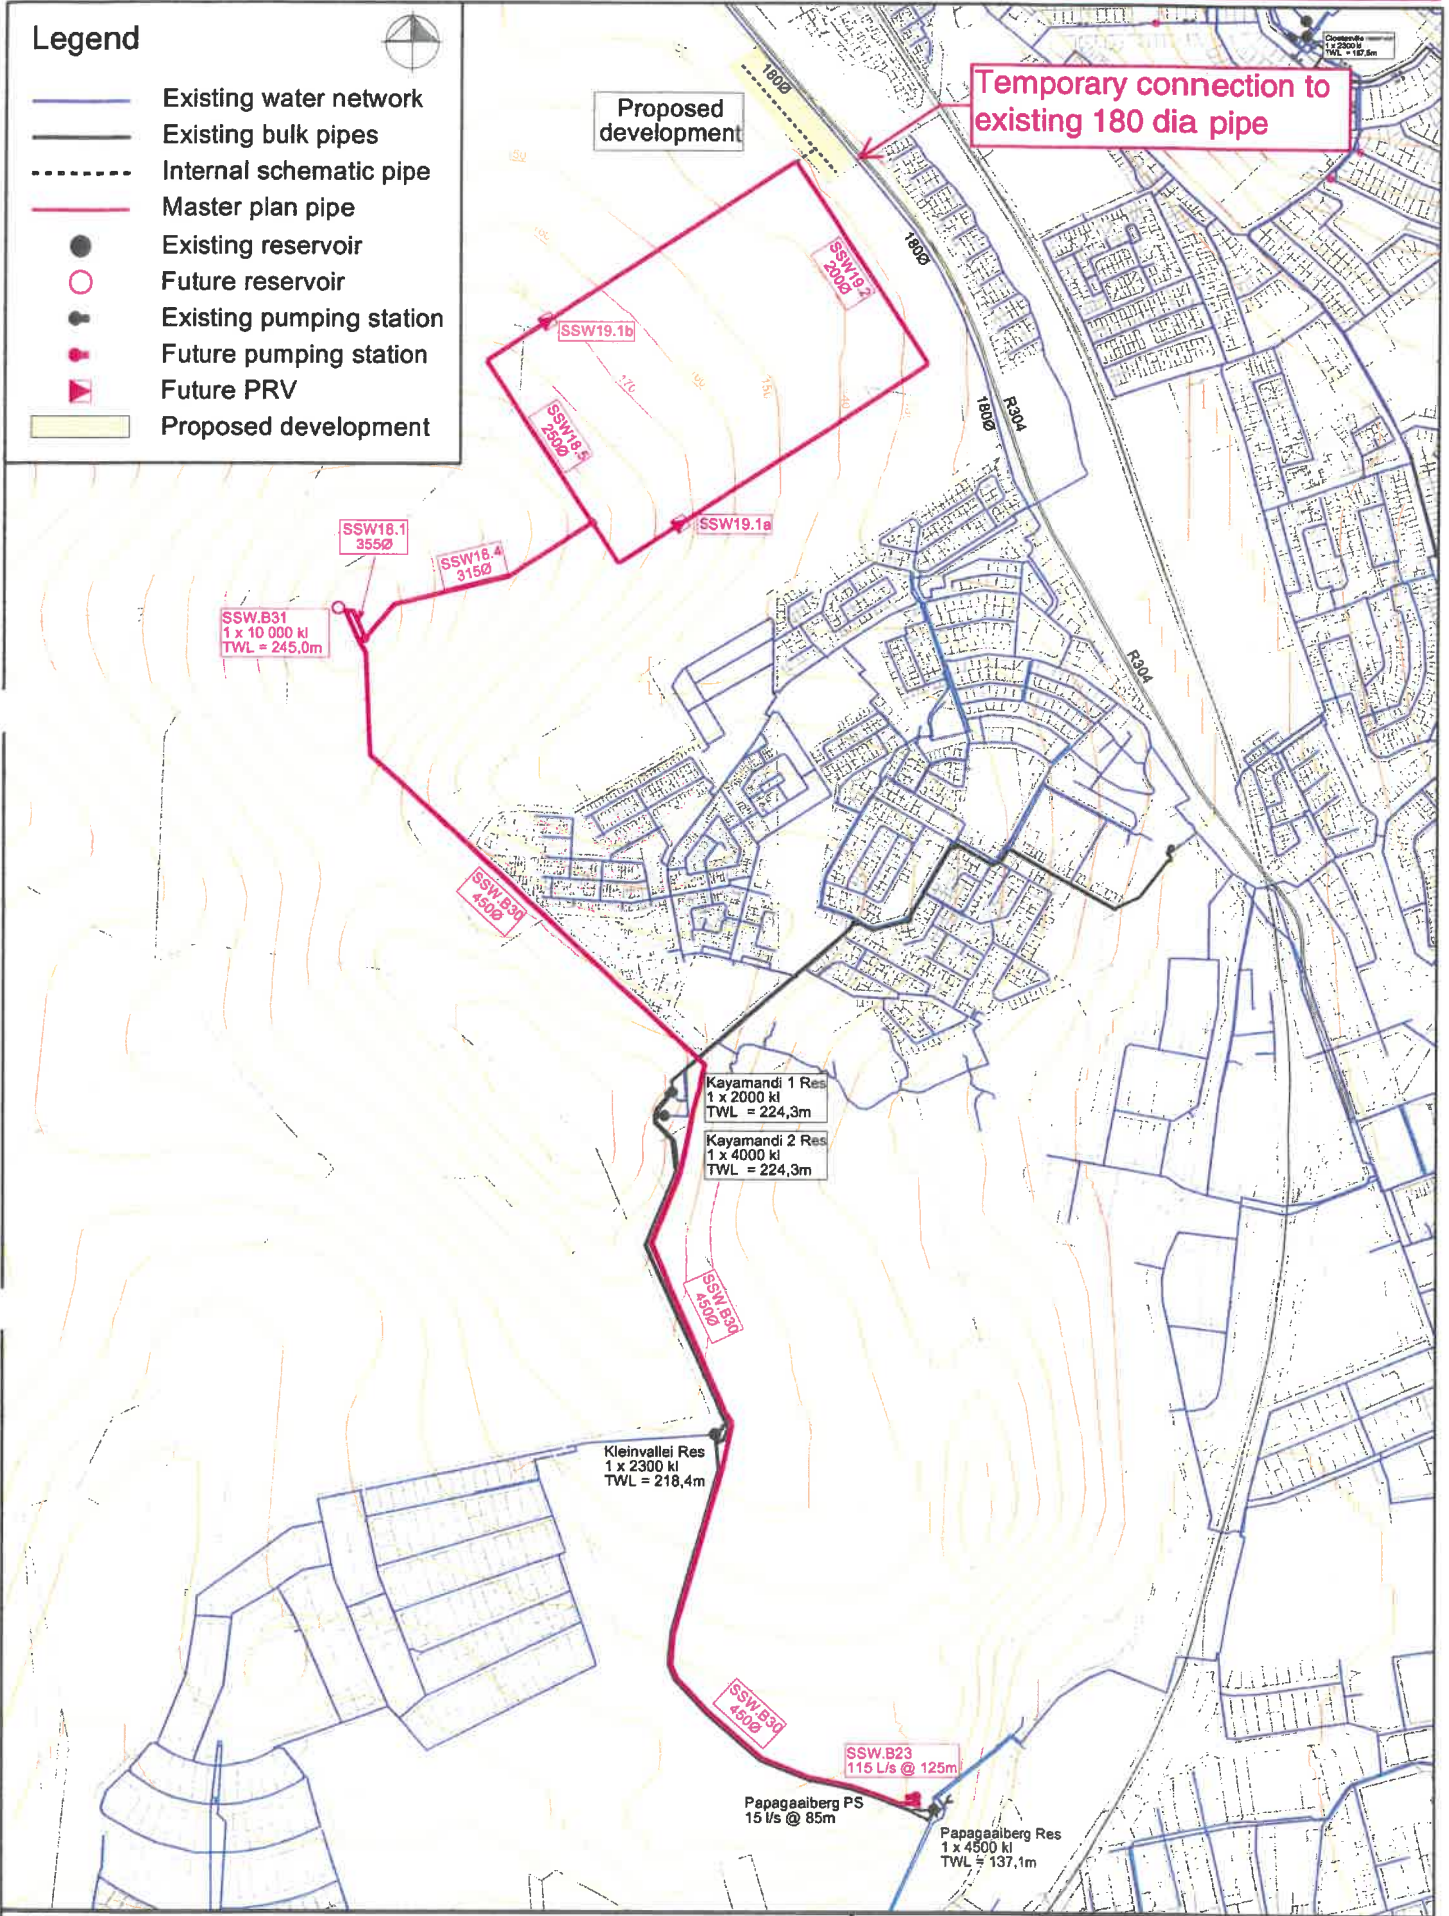 Legend
Existing water network
Existing bulk pipes
Internal schematic pipe
Master plan pipe
Existing reservoir
Future reservoir
Existing pumping station
Future pumping station
Future PRV
Proposed development
Proposed
development
180Ø
Temporary connection to
existing 180 dia pipe
1 x 2300 kl
180Ø
SSW19.2
200Ø
SSW19.1b
150
170
R304
180Ø
SSW18.5
250Ø
SSW19.1a
SSW18.1
355Ø
SSW18.4
315Ø
SSW.B31
1 x 10 000 kl
TWL = 245,0m
R304
SSW.B30
450Ø
Kayamandi 1 Res
1 x 2000 kl
TWL = 224,3m
Kayamandi 2 Res
1 x 4000 kl
TWL = 224,3m
SSW.B30
450Ø
Kleinvallei Res
1 x 2300 kl
TWL = 218,4m
SSW.B30
450Ø
SSW.B23
115 L/s @ 125m
Papagaaiberg PS
15 l/s @ 85m
Papagaaiberg Res
1 x 4500 kl
TWL = 137,1m